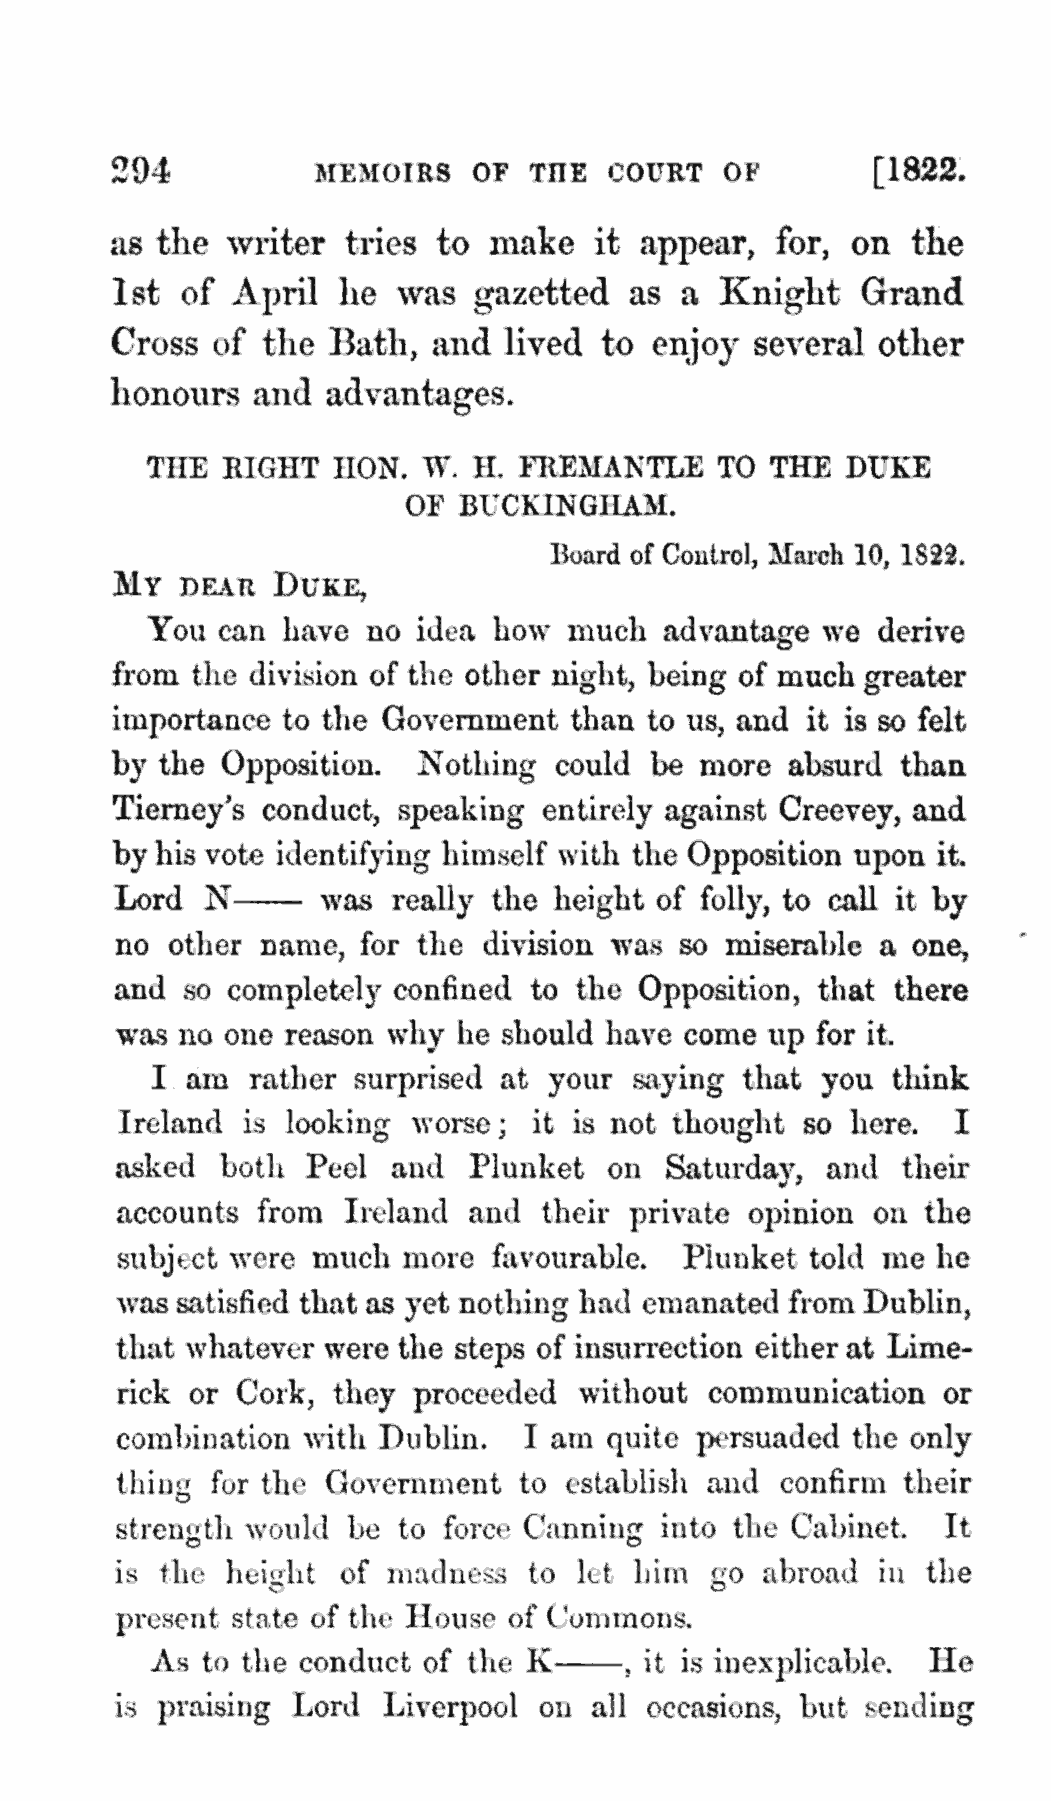 294 MEMOIRS OF THE COURT OF [1822.
as the writer tries to make it appear, for, on the
1st of April he was gazetted as a Knight Grand
Cross of the Bath, and lived to enjoy several other
honours and advantages.
THE RIGHT HON. W. H. FREMANTLE TO THE DUKE
OF BUCKINGHAM.
Board of Control, March 10, 1822.
MY DEAR DUKE,
You can have no idea how much advantage we derive
from the division of the other night, being of much greater
importance to the Government than to us, and it is so felt
by the Opposition. Nothing could be more absurd than
Tierney's conduct, speaking entirely against Creevey, and
by his vote identifying himself with the Opposition upon it.
Lord N—— was really the height of folly, to call it by
no other name, for the division was so miserable a one,
and so completely confined to the Opposition, that there
was no one reason why he should have come up for it.
I am rather surprised at your saying that you think
Ireland is looking worse; it is not thought so here. I
asked both Peel and Plunket on Saturday, and their
accounts from Ireland and their private opinion on the
subject were much more favourable. Plunket told me he
was satisfied that as yet nothing had emanated from Dublin,
that whatever were the steps of insurrection either at Lime-
rick or Cork, they proceeded without communication or
combination with Dublin. I am quite persuaded the only
thing for the Government to establish and confirm their
strength would be to force Canning into the Cabinet. It
is the height of madness to let him go abroad in the
present state of the House of Commons.
As to the conduct of the K——, it is inexplicable. He
is praising Lord Liverpool on all occasions, but sending